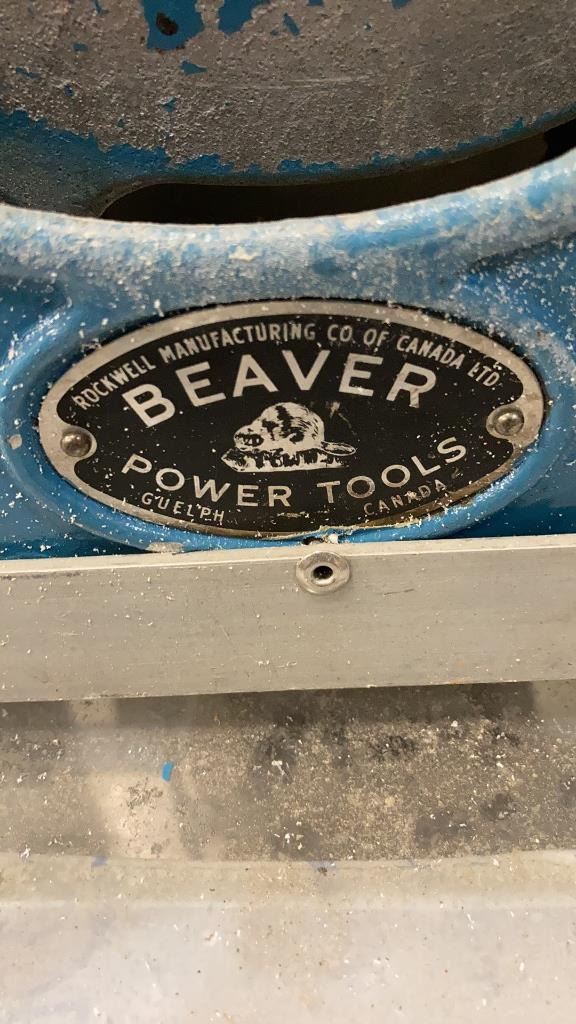 ROCKWELL MANUFACTURING CO. OF CANADA LTD.
BEAVER
POWER TOOLS
GUELPH CANADA